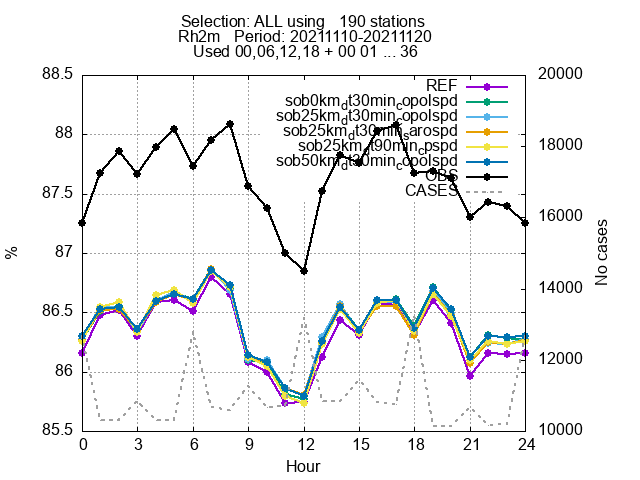 Selection: ALL using   190 stations
Rh2m   Period: 20211110-20211120
Used 00,06,12,18 + 00 01 ... 36
88.5
88
87.5
87
86.5
86
85.5
20000
18000
16000
14000
12000
10000
REF
sob0km_dt30min_copolspd
sob25km_dt30min_copolspd
sob25km_dt30min_sarospd
sob25km_dt90min_cpspd
sob50km_dt30min_copolspd
OBS
CASES
%
No cases
0 3 6 9 12 15 18 21 24
Hour